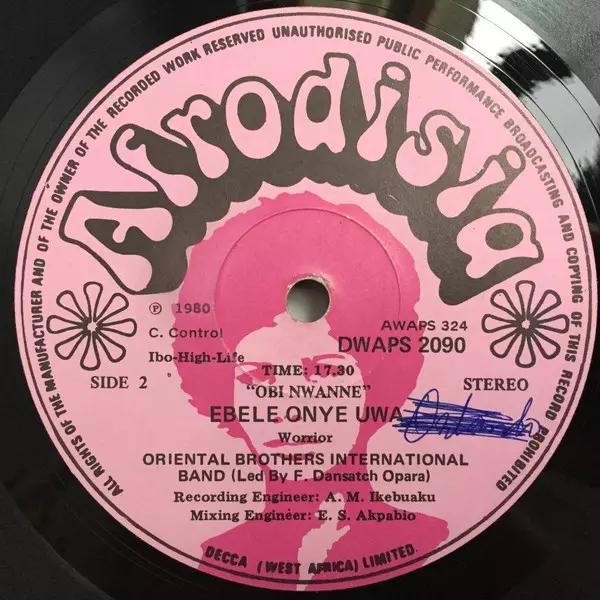 ALL RIGHTS OF THE MANUFACTURER AND OF THE OWNER OF THE RECORDED WORK RESERVED UNAUTHORISED PUBLIC PERFORMANCE BROADCASTING AND COPYING OF THIS RECORD PROHIBITED
Afrodisia
℗ 1980
C. Control
Ibo-High-Life
AWAPS 324
DWAPS 2090
TIME: 17.30
SIDE 2
STEREO
"OBI NWANNE"
EBELE ONYE UWA
Worrior
ORIENTAL BROTHERS INTERNATIONAL
BAND (Led By F. Dansatch Opara)
Recording Engineer: A. M. Ikebuaku
Mixing Engineer: E. S. Akpabio
DECCA (WEST AFRICA) LIMITED.